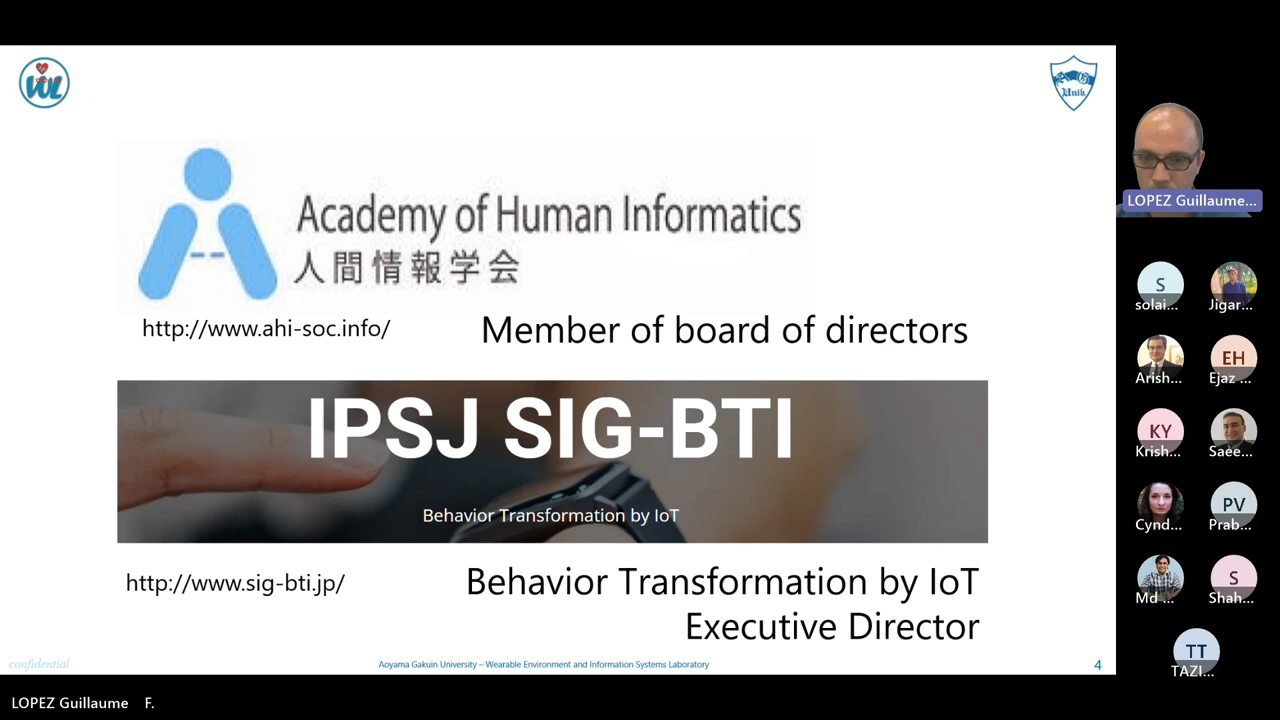 Academy of Human Informatics
人間情報学会
http://www.ahi-soc.info/
Member of board of directors
IPSJ SIG-BTI
Behavior Transformation by IoT
http://www.sig-bti.jp/
Behavior Transformation by IoT
Executive Director
confidential
Aoyama Gakuin University – Wearable Environment and Information Systems Laboratory
4
LOPEZ Guillaume...
S
solai...
Jigar...
Arish...
EH
Ejaz ...
KY
Krish...
Saee...
Cynd...
PV
Prab...
Md ...
S
Shah...
TT
TAZI...
LOPEZ Guillaume F.